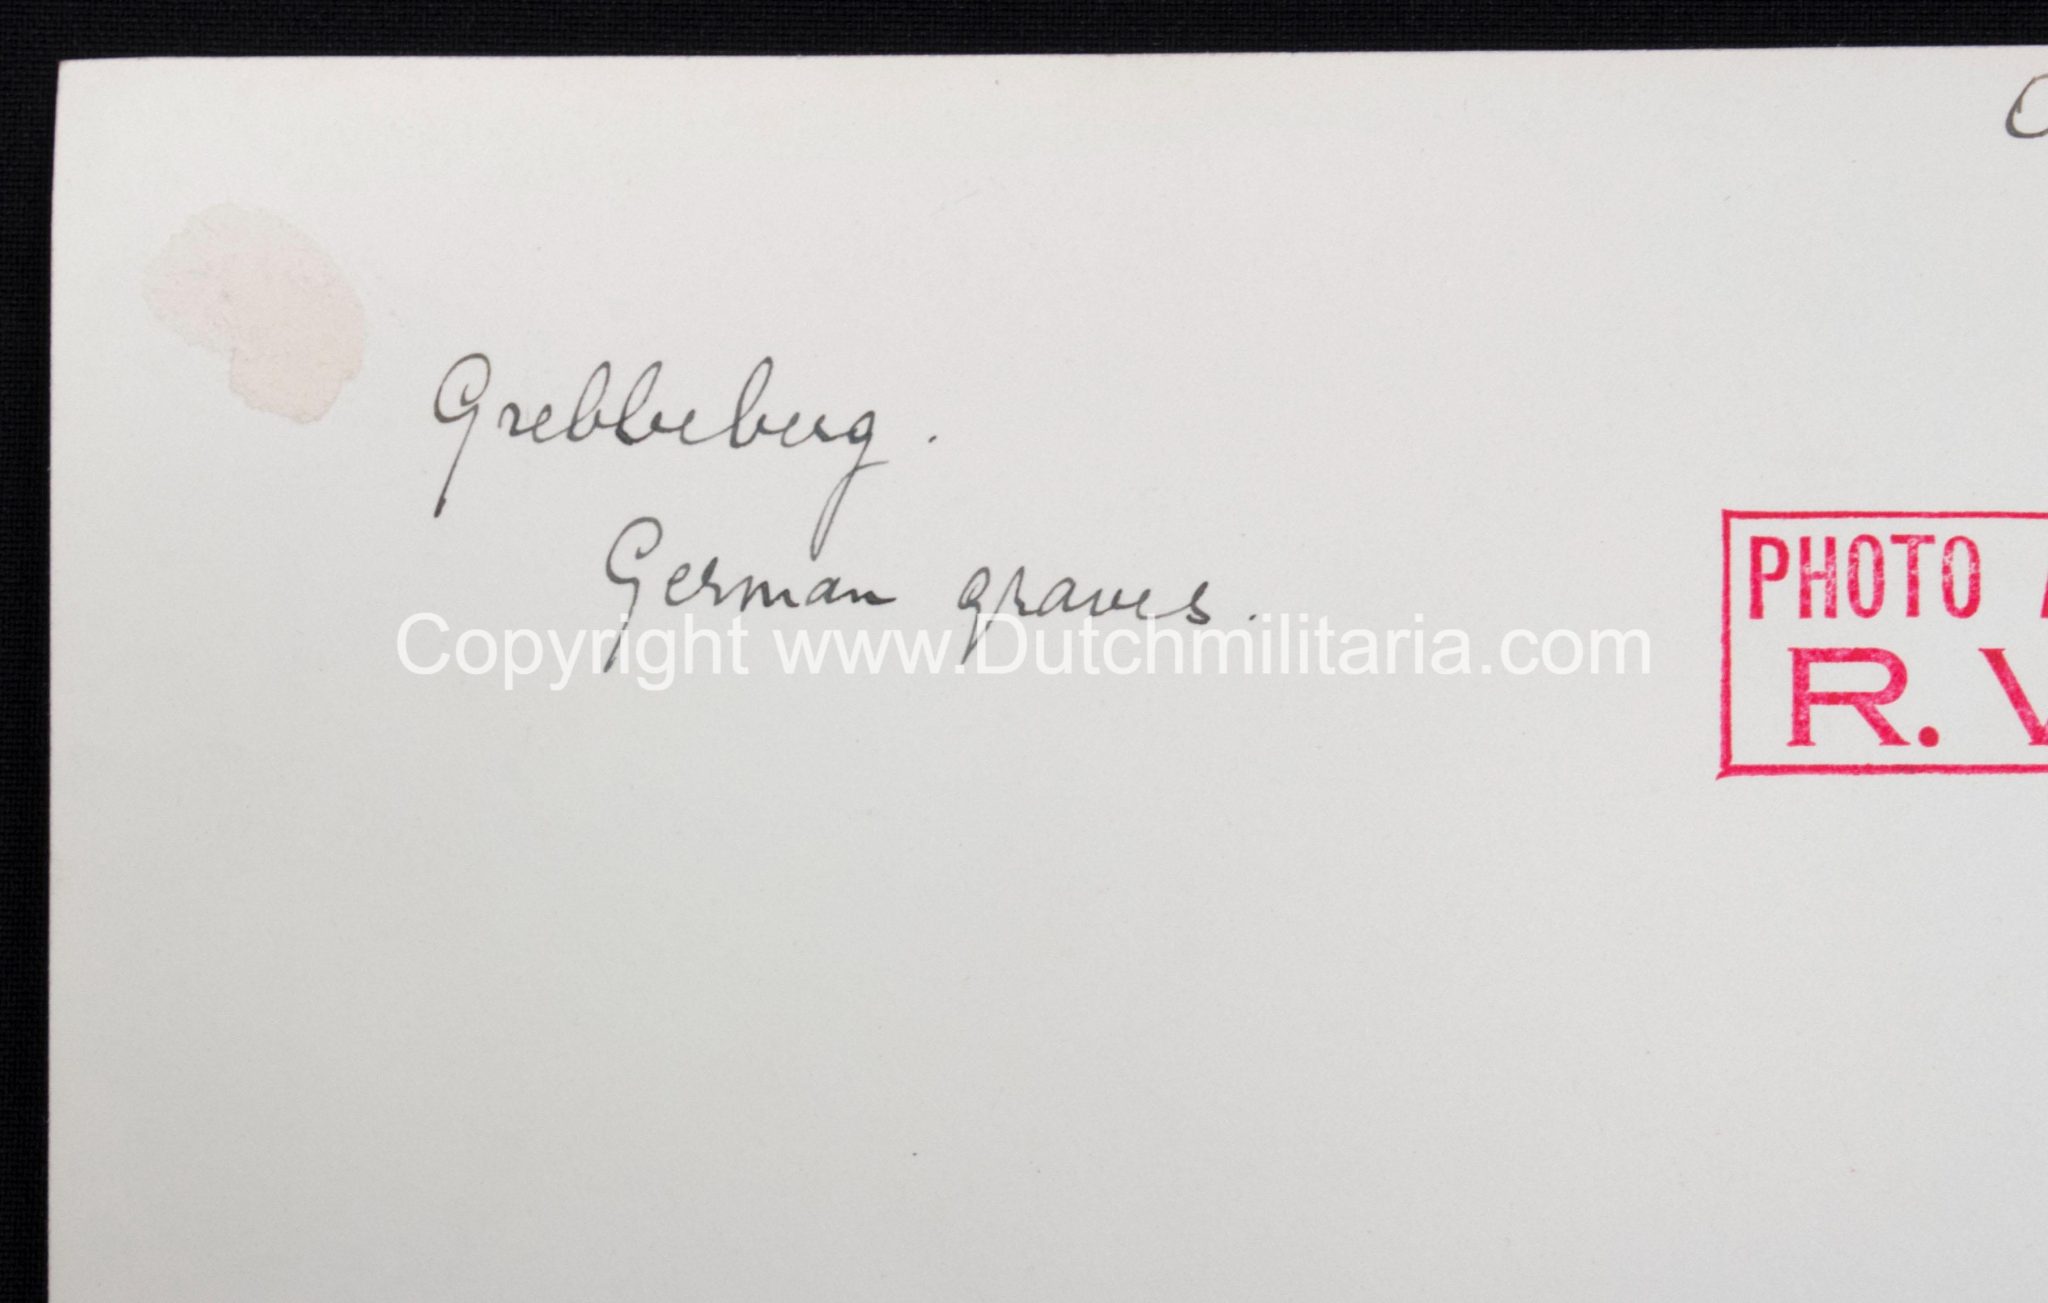 Grebbeberg.
German graves.
Copyright www.Dutchmilitaria.com
PHOTO
R.